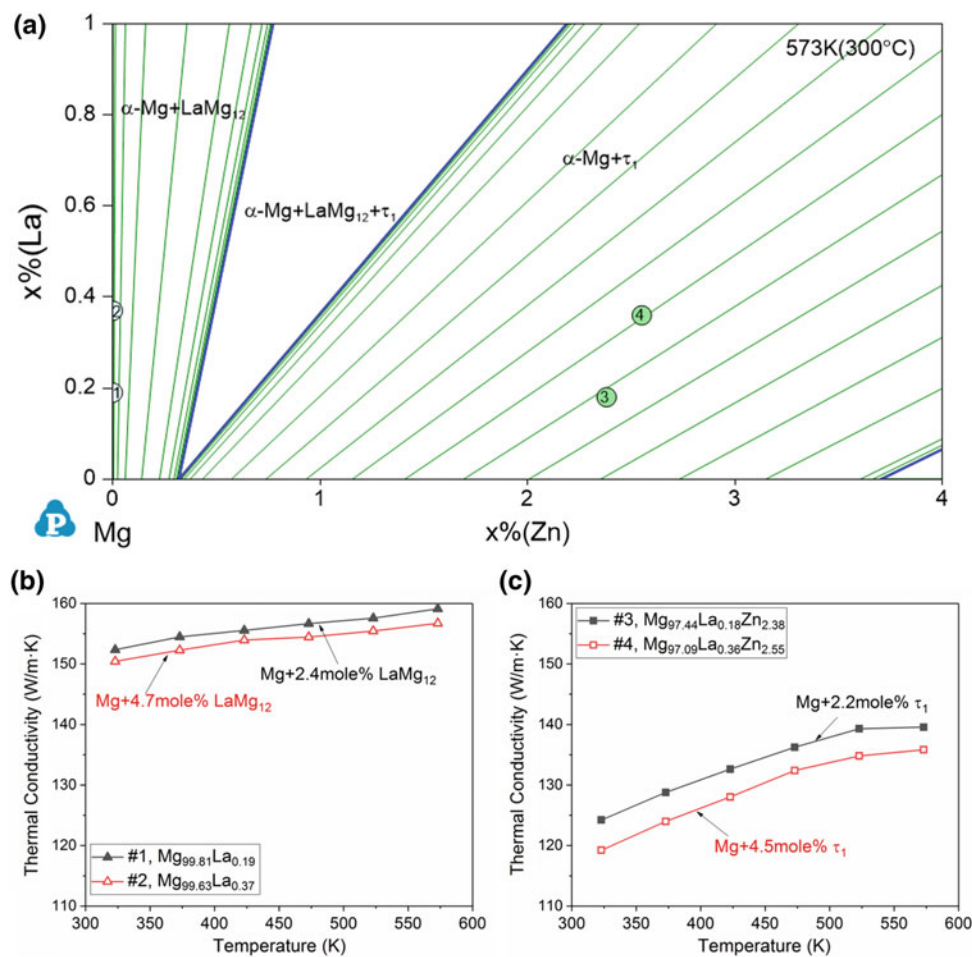 (a)
1
573K(300°C)
α-Mg+LaMg₁₂
0.8
α-Mg+τ₁
x%(La)
0.6
α-Mg+LaMg₁₂+τ₁
0.4
2
4
0.2
1
3
0
0
1
2
3
4
P
Mg
x%(Zn)
(b)
Thermal Conductivity (W/m·K)
160
150
140
130
120
110
Mg+2.4mole% LaMg₁₂
Mg+4.7mole% LaMg₁₂
#1, Mg₉₉.₈₁La₀.₁₉
#2, Mg₉₉.₆₃La₀.₃₇
300 350 400 450 500 550 600
Temperature (K)
(c)
Thermal Conductivity (W/m·K)
160
150
140
130
120
110
#3, Mg₉₇.₄₄La₀.₁₈Zn₂.₃₈
#4, Mg₉₇.₀₉La₀.₃₆Zn₂.₅₅
Mg+2.2mole% τ₁
Mg+4.5mole% τ₁
300 350 400 450 500 550 600
Temperature (K)